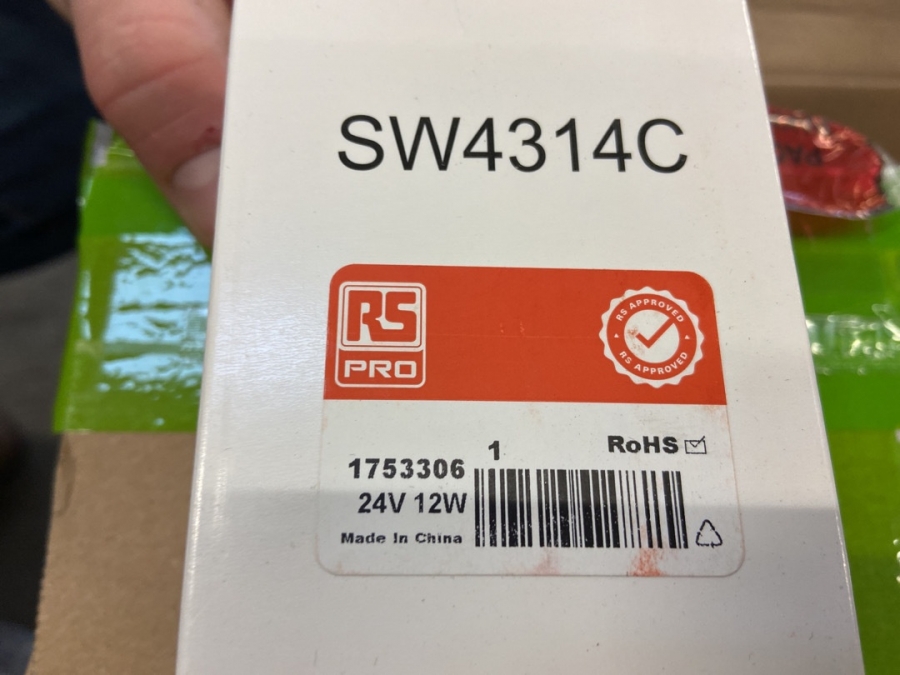 SW4314C
RS
PRO
RS APPROVED
RS APPROVED
1
RoHS
1753306
24V 12W
Made In China